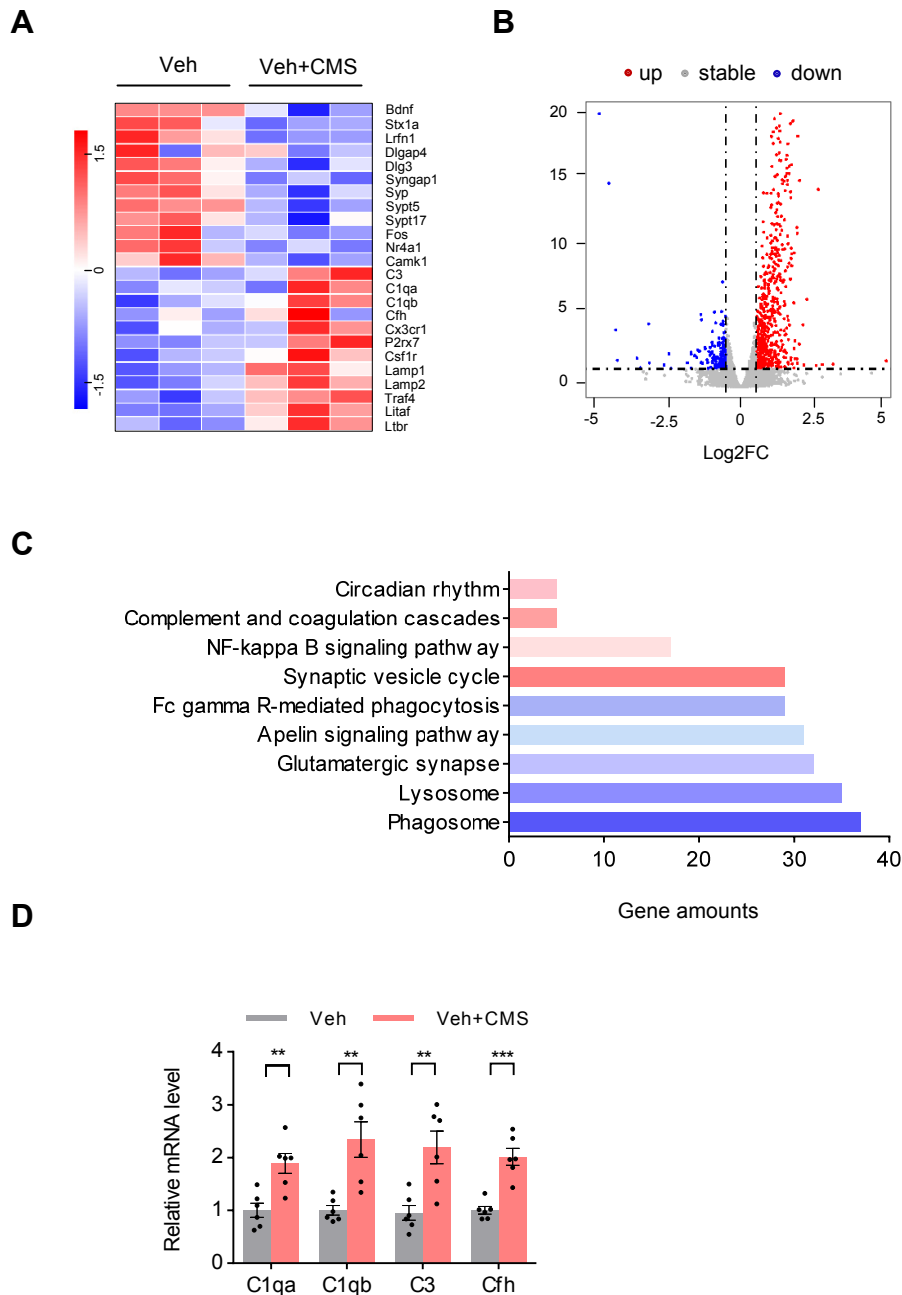 A
Veh Veh+CMS
1.5
0
-1.5
Bdnf
Stx1a
Lrfn1
Dlgap4
Dlg3
Syngap1
Syp
Sypt5
Sypt17
Fos
Nr4a1
Camk1
C3
C1qa
C1qb
Cfh
Cx3cr1
P2rx7
Csf1r
Lamp1
Lamp2
Traf4
Litaf
Ltbr
B
up stable down
20
15
10
5
0
-5 -2.5 0 2.5 5
Log2FC
C
Circadian rhythm
Complement and coagulation cascades
NF-kappa B signaling pathway
Synaptic vesicle cycle
Fc gamma R-mediated phagocytosis
Apelin signaling pathway
Glutamatergic synapse
Lysosome
Phagosome
0 10 20 30 40
Gene amounts
D
Veh Veh+CMS
Relative mRNA level
4
3
2
1
0
** ** ** ***
C1qa C1qb C3 Cfh